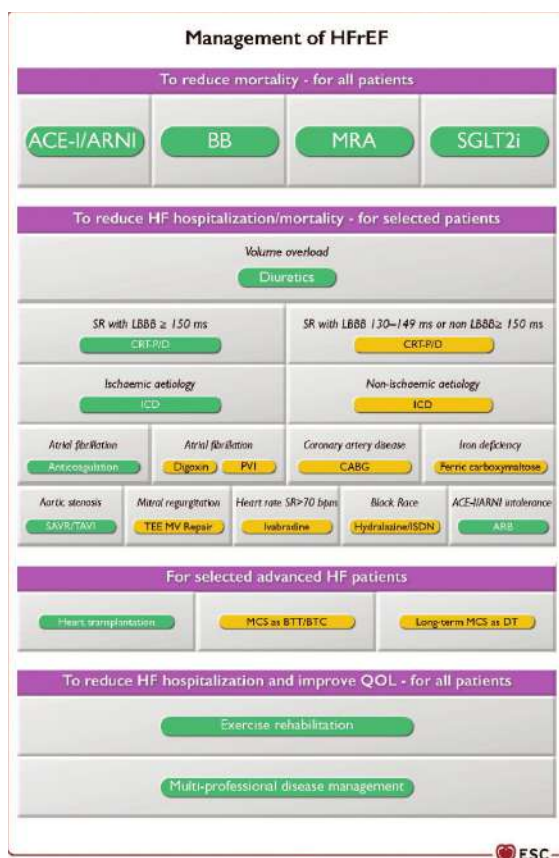 Management of HFrEF
To reduce mortality - for all patients
ACE-I/ARNI BB MRA SGLT2i
To reduce HF hospitalization/mortality - for selected patients
Volume overload
Diuretics
SR with LBBB ≥ 150 ms SR with LBBB 130–149 ms or non LBBB ≥ 150 ms
CRT-P/D CRT-P/D
Ischaemic aetiology Non-ischaemic aetiology
ICD ICD
Atrial fibrillation Atrial fibrillation Coronary artery disease Iron deficiency
Anticoagulation Digoxin PVI CABG Ferric carboxymaltose
Aortic stenosis Mitral regurgitation Heart rate SR>70 bpm Black Race ACE-I/ARNI intolerance
SAVR/TAVI TEE MV Repair Ivabradine Hydralazine/ISDN ARB
For selected advanced HF patients
Heart transplantation MCS as BTT/BTC Long-term MCS as DT
To reduce HF hospitalization and improve QOL - for all patients
Exercise rehabilitation
Multi-professional disease management
ESC